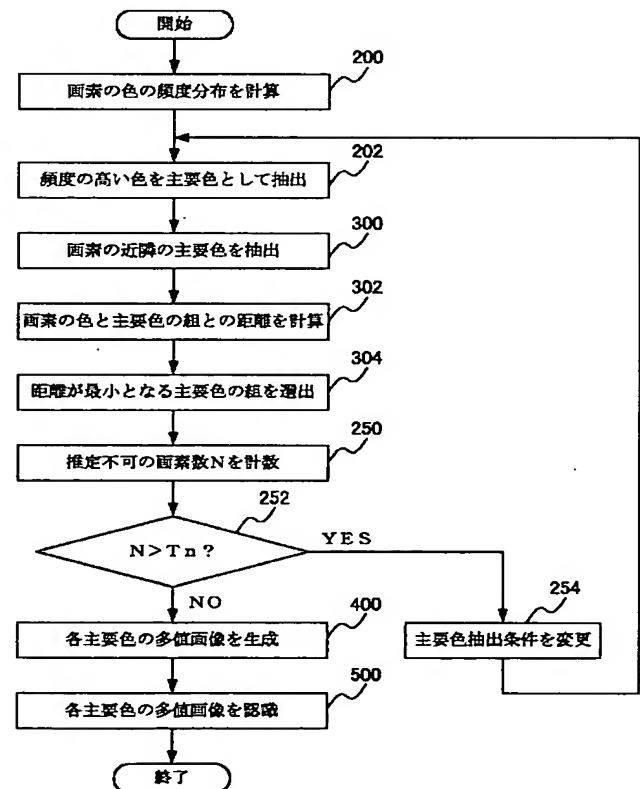 開始
200
画素の色の頻度分布を計算
202
頻度の高い色を主要色として抽出
300
画素の近隣の主要色を抽出
302
画素の色と主要色の組との距離を計算
304
距離が最小となる主要色の組を選出
250
推定不可の画素数Nを計数
252
N>Tn?
YES
NO
254
主要色抽出条件を変更
400
各主要色の多値画像を生成
500
各主要色の多値画像を認識
終了